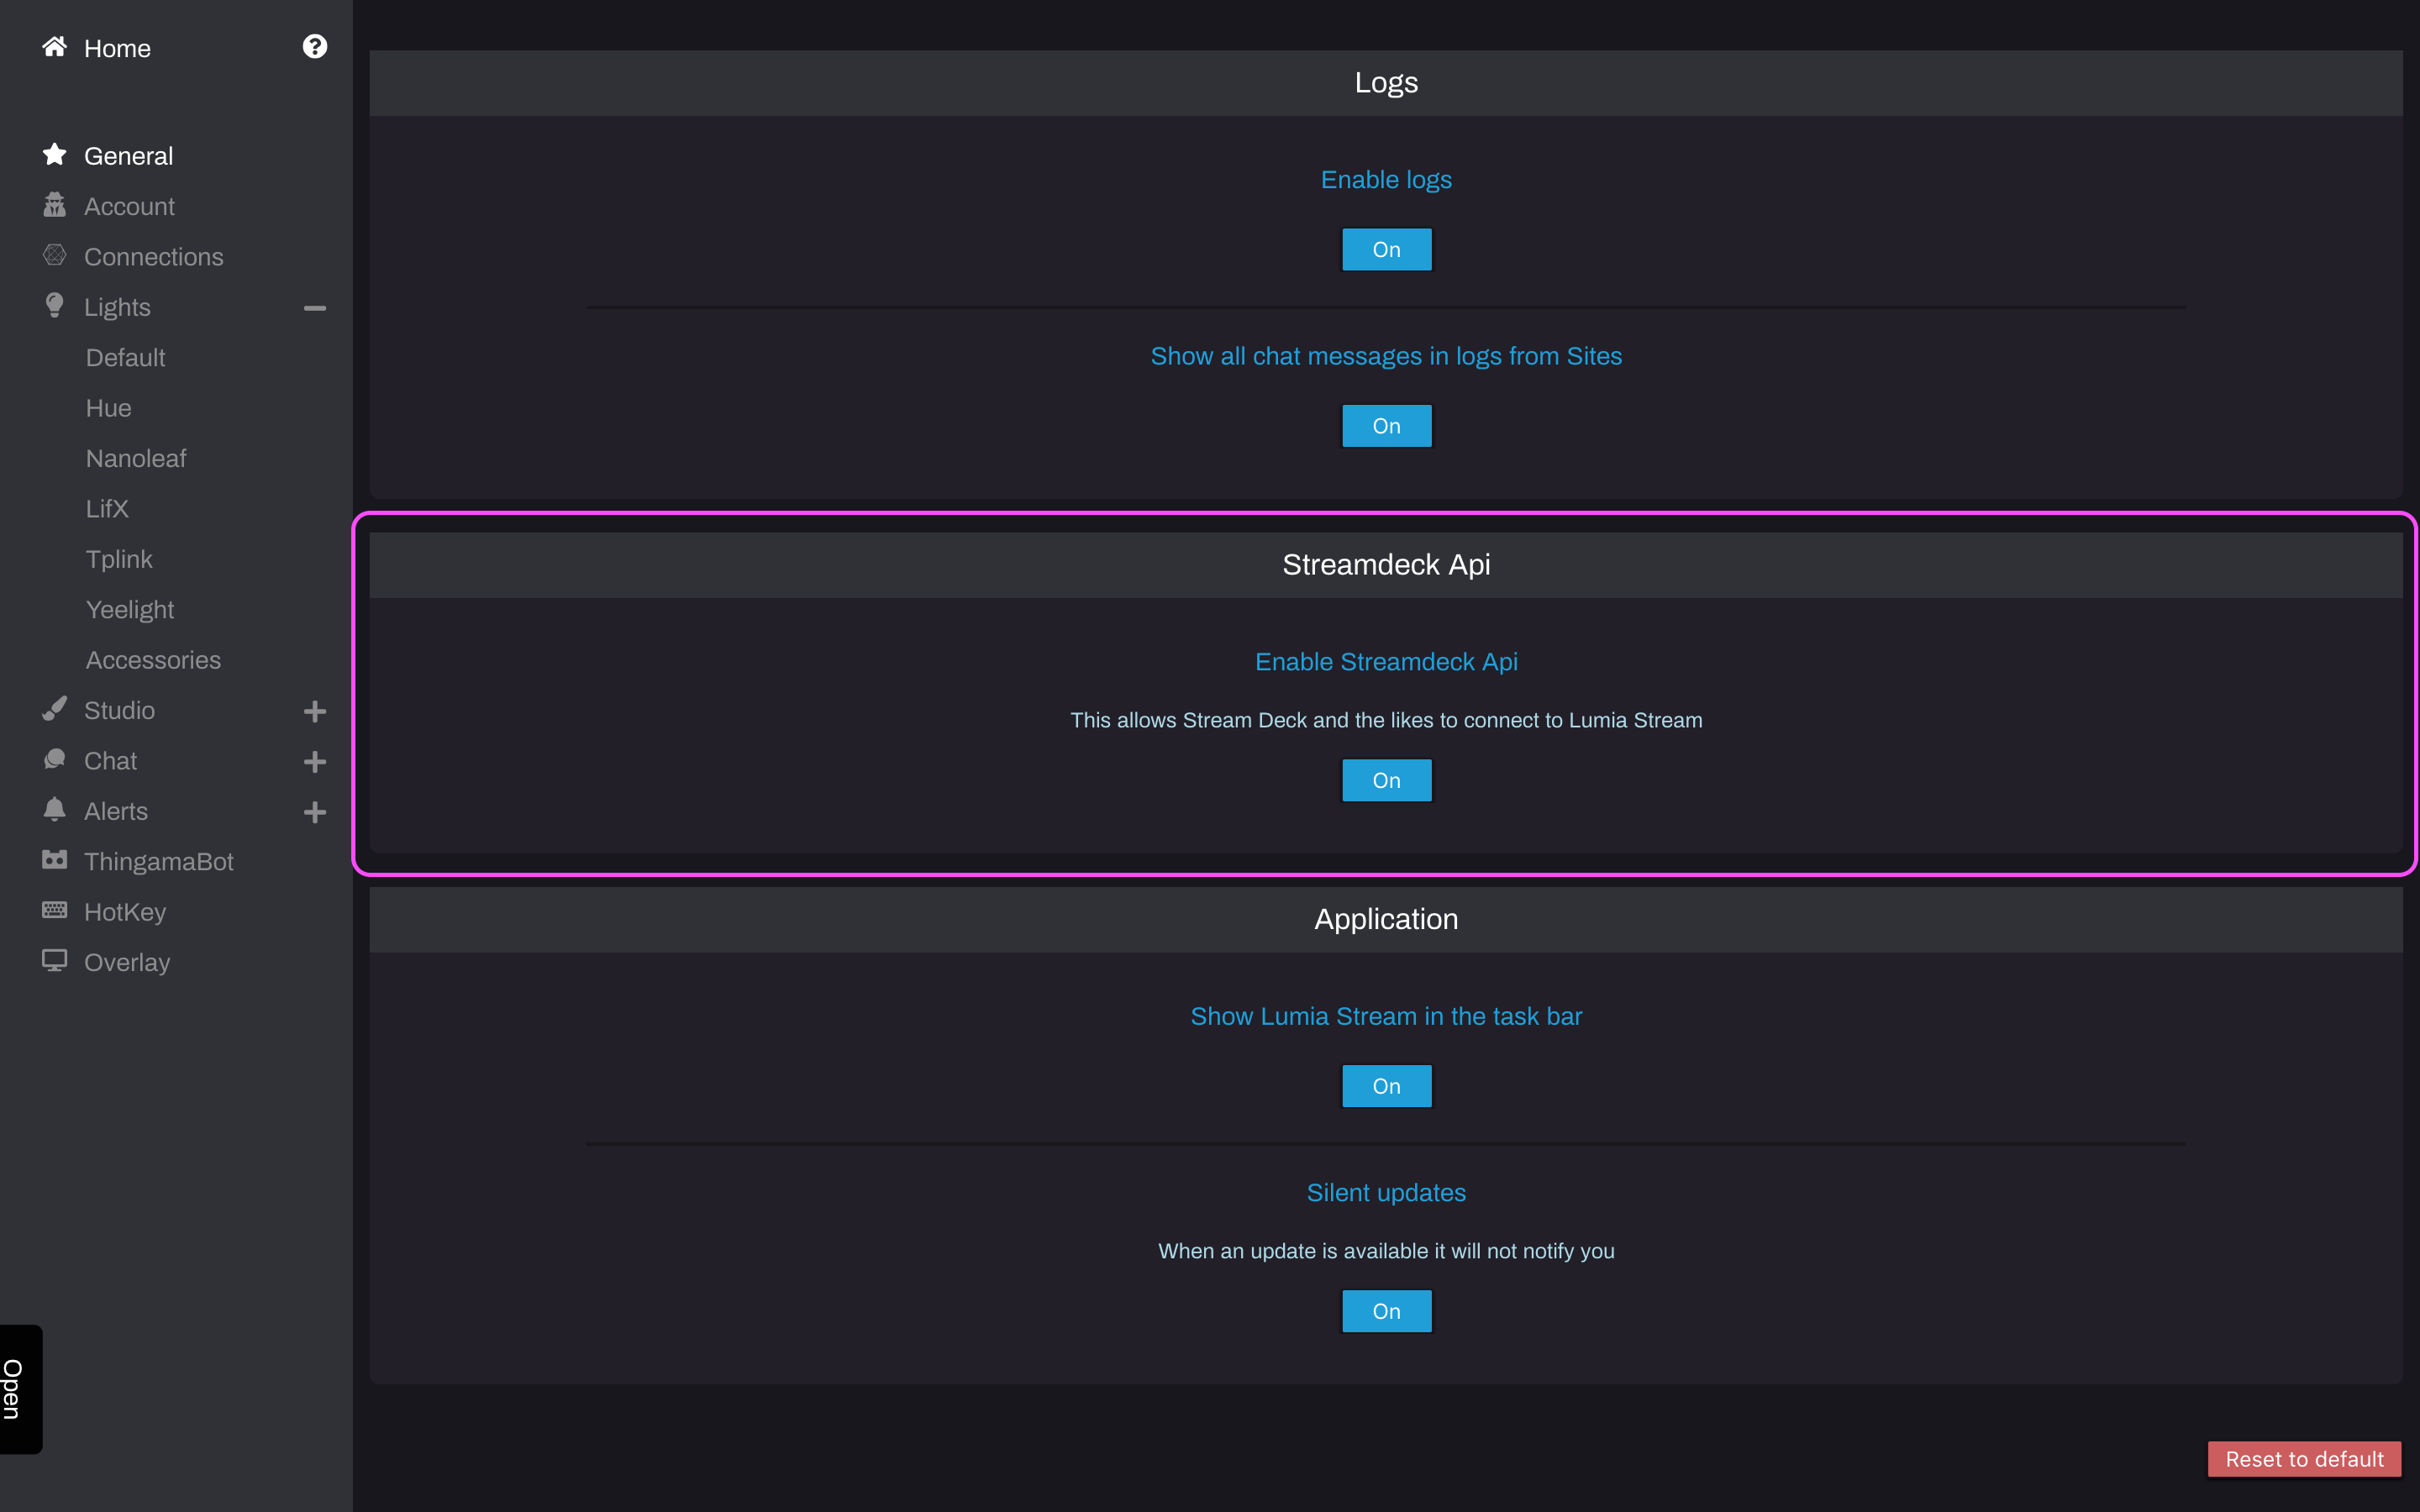 Home
General
Account
Connections
Lights
Default
Hue
Nanoleaf
LifX
Tplink
Yeelight
Accessories
Studio
Chat
Alerts
ThingamaBot
HotKey
Overlay
Open
Logs
Enable logs
On
Show all chat messages in logs from Sites
On
Streamdeck Api
Enable Streamdeck Api
This allows Stream Deck and the likes to connect to Lumia Stream
On
Application
Show Lumia Stream in the task bar
On
Silent updates
When an update is available it will not notify you
On
Reset to default